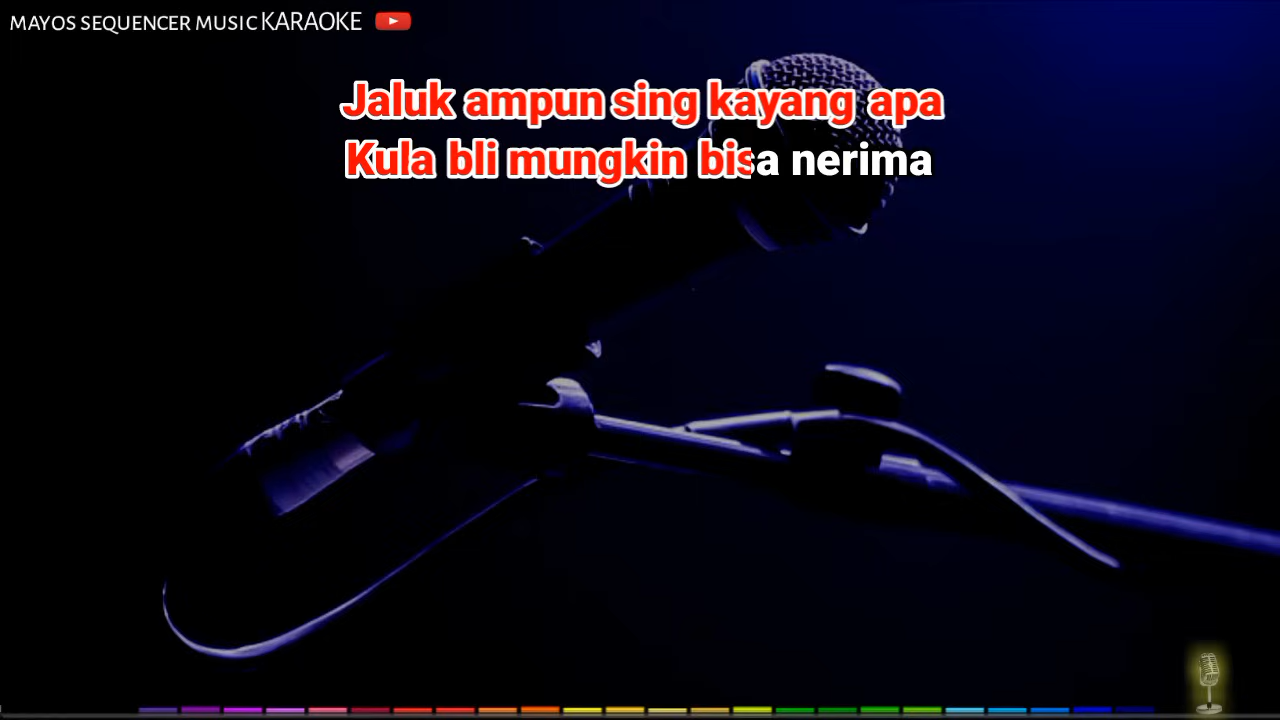 MAYOS SEQUENCER MUSIC KARAOKE
Jaluk ampun sing kayang apa
Kula bli mungkin bisa nerima